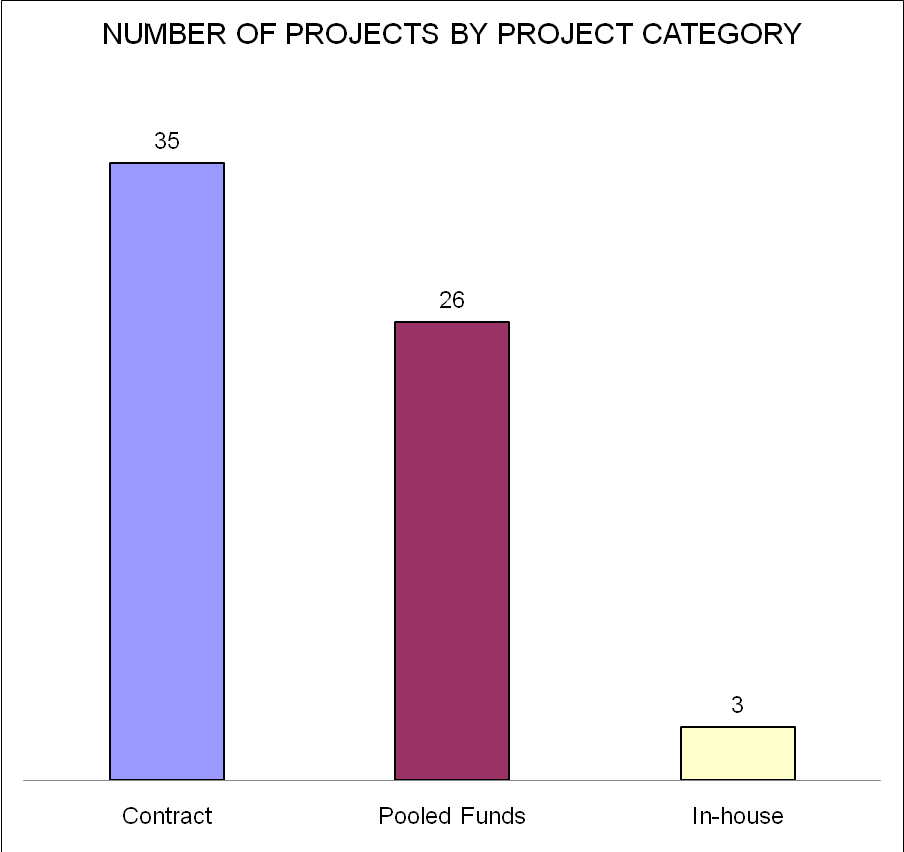 NUMBER OF PROJECTS BY PROJECT CATEGORY
35
26
3
Contract
Pooled Funds
In-house